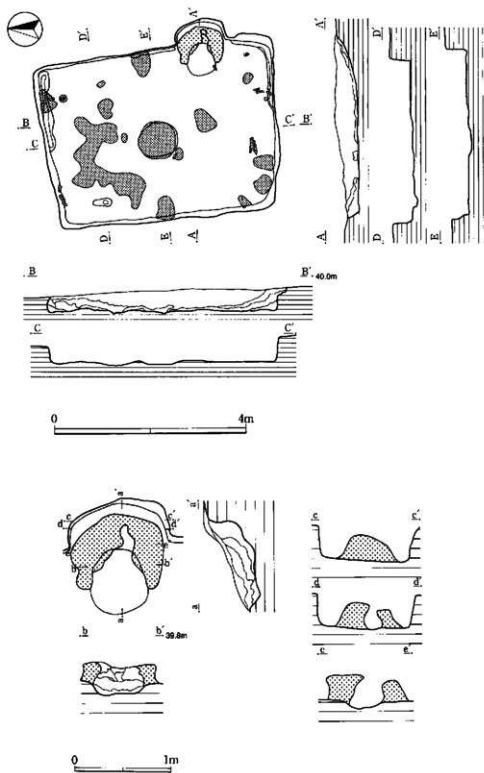 D´ E´ A´
B
C
C´ B´
D E A
A´ D´ E´
A D E
B B´ 40.0m
C C´
0 4m
´a
c c´
d d´
b´
a
b b´ 39.8m
a´
a
c c´
d d´
c e´
0 1m